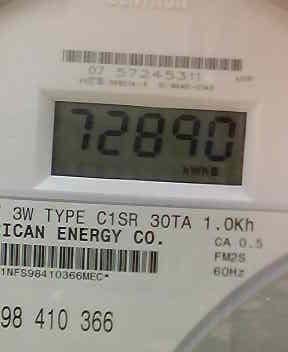 07 57245311
72890
kWh
3W TYPE C1SR 30TA 1.0Kh
RICAN ENERGY CO.
CA 0.5
FM2S
60Hz
1NFS98410366MEC*
98 410 366